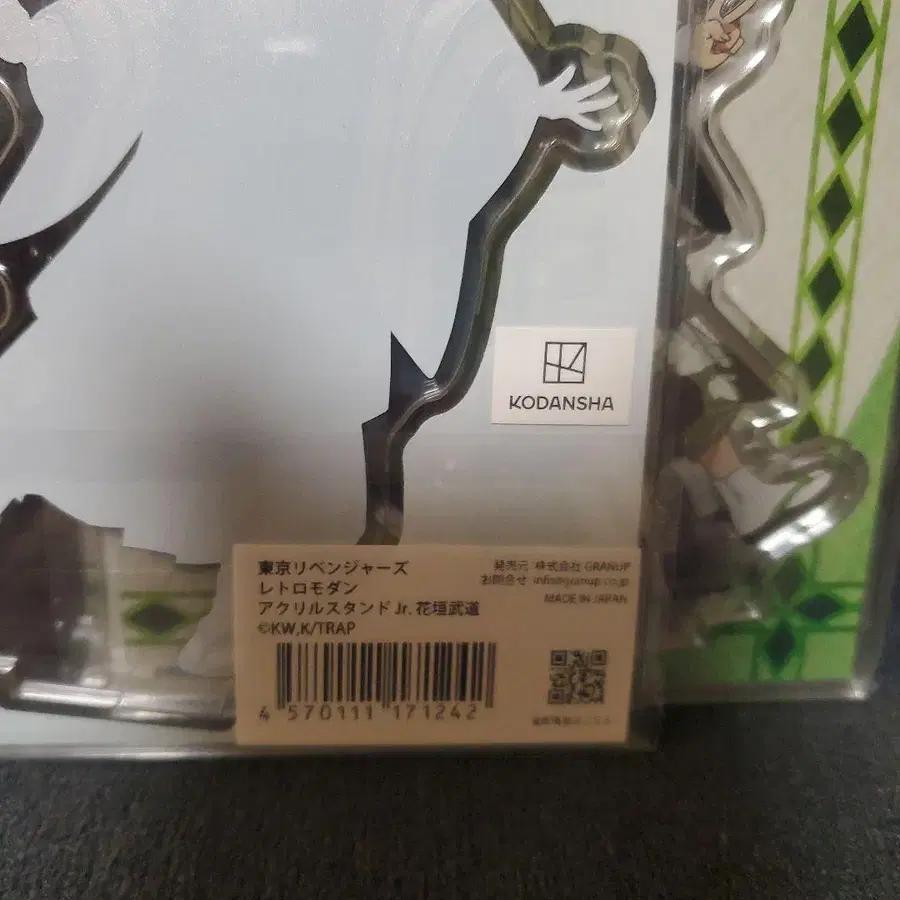 KODANSHA
東京リベンジャーズ
レトロモダン
アクリルスタンド Jr. 花垣武道
©KW,K/TRAP
発売元 株式会社 GRANUP
お問合せ info@granup.co.jp
MADE IN JAPAN
4 570111 171242